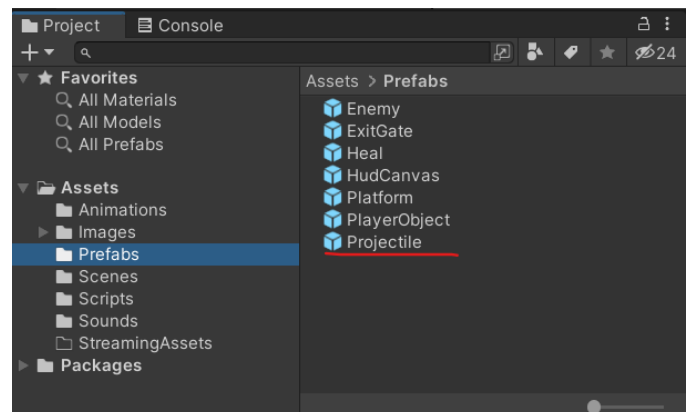 Project Console
24
Favorites
All Materials
All Models
All Prefabs
Assets
Animations
Images
Prefabs
Scenes
Scripts
Sounds
StreamingAssets
Packages
Assets > Prefabs
Enemy
ExitGate
Heal
HudCanvas
Platform
PlayerObject
Projectile